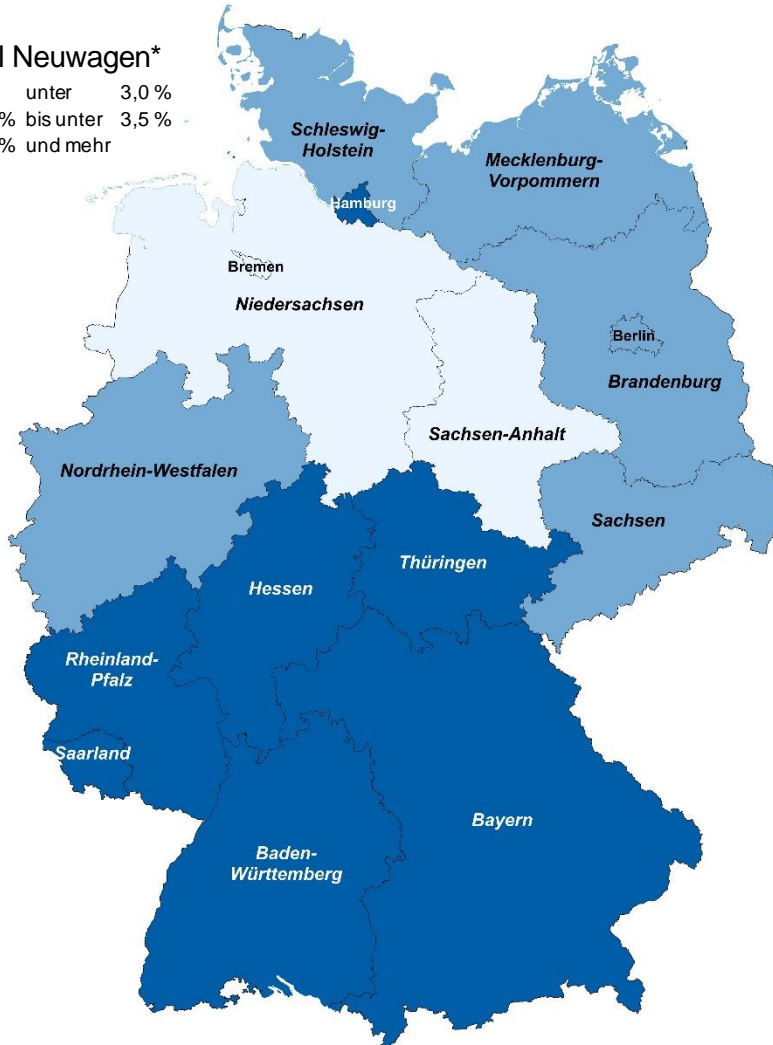 Neuwagen*
unter 3,0 %
% bis unter 3,5 %
% und mehr
Schleswig-
Holstein
Mecklenburg-
Vorpommern
Hamburg
Bremen
Niedersachsen
Berlin
Brandenburg
Sachsen-Anhalt
Nordrhein-Westfalen
Sachsen
Thüringen
Hessen
Rheinland-
Pfalz
Saarland
Bayern
Baden-
Württemberg